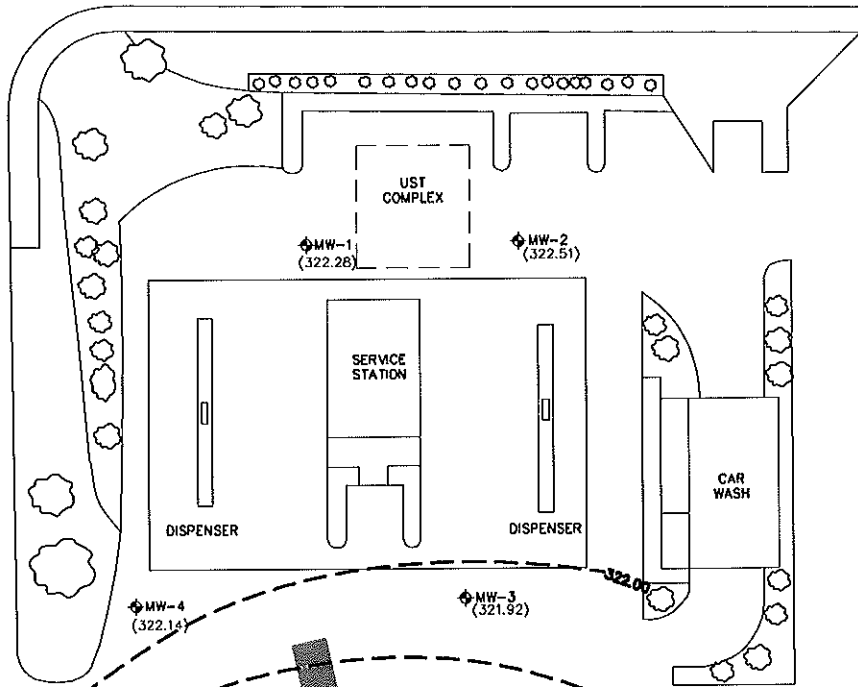 UST
COMPLEX
MW-1
(322.28)
MW-2
(322.51)
SERVICE
STATION
CAR
WASH
DISPENSER
DISPENSER
322.00
MW-4
(322.14)
MW-3
(321.92)